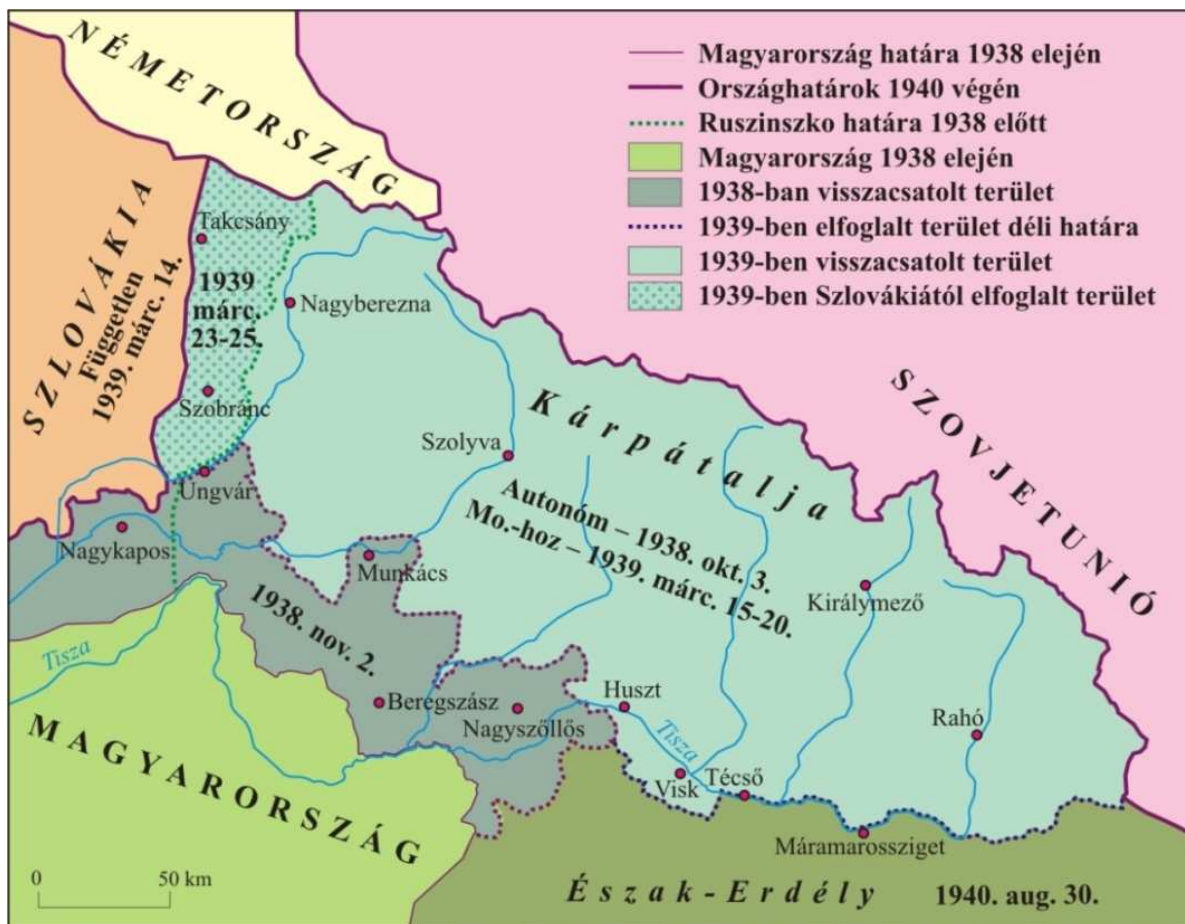 NÉMETORSZÁG
Magyarország határa 1938 elején
Országhatárok 1940 végén
Ruszinszko határa 1938 előtt
Magyarország 1938 elején
1938-ban visszacsatolt terület
1939-ben elfoglalt terület déli határa
1939-ben visszacsatolt terület
1939-ben Szlovákiától elfoglalt terület
SZLOVÁKIA
Független
1939. márc. 14.
Takcsány
1939
márc.
23-25.
Nagyberezna
Szobránc
Ungvár
Nagykapos
Szolyva
Munkács
Kárpátalja
Autonóm – 1938. okt. 3.
Mo.-hoz – 1939. márc. 15-20.
SZOVJETUNIÓ
Királymező
1938. nov. 2.
Tisza
Beregszász
Nagyszőllős
Huszt
Tisza
Rahó
Visk
Técső
MAGYARORSZÁG
Máramarossziget
0 50 km
Észak-Erdély 1940. aug. 30.